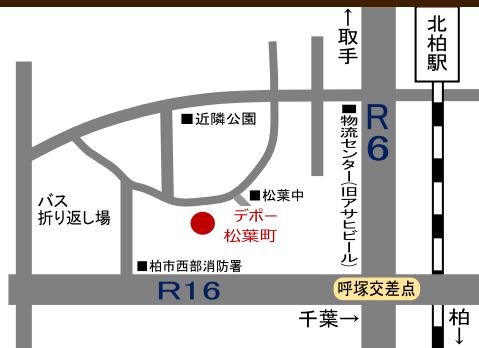 ↑取手
北柏駅
■近隣公園
R6
■物流センター(旧アサヒビール)
■松葉中
バス
折り返し場
デポー
松葉町
■柏市西部消防署
R16
呼塚交差点
千葉→
柏↓